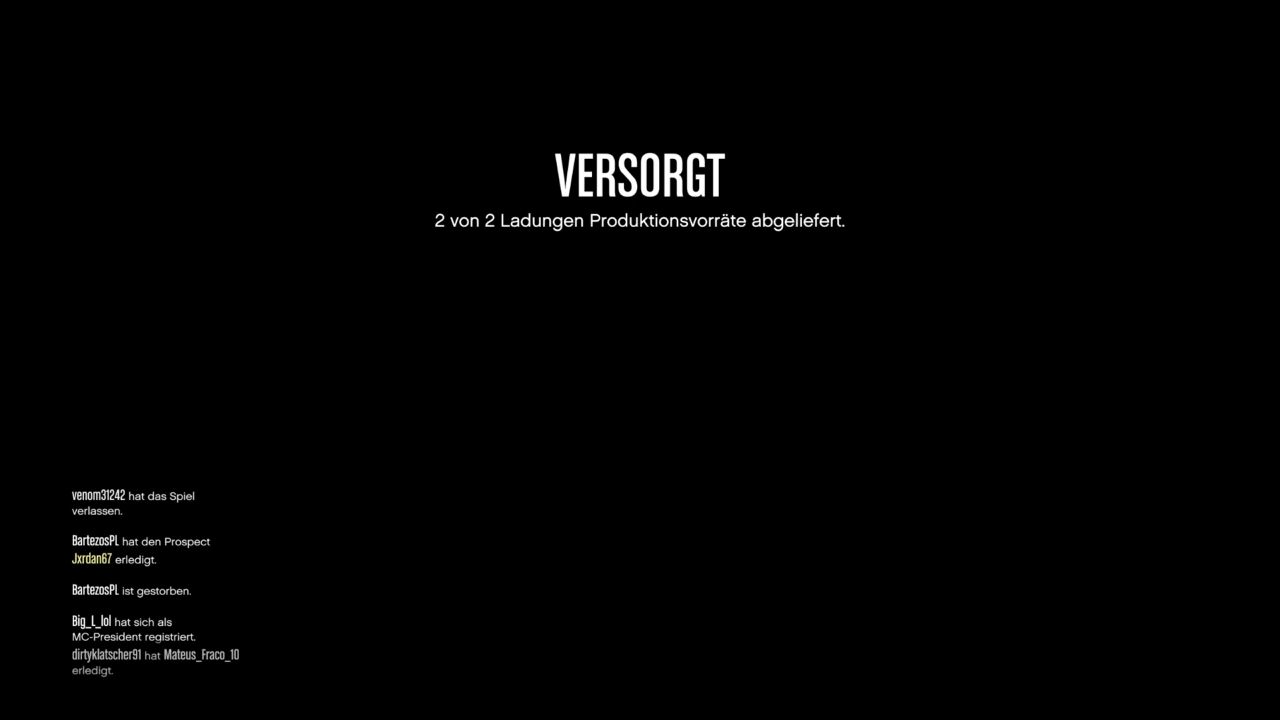 VERSORGT
2 von 2 Ladungen Produktionsvorräte abgeliefert.
venom31242 hat das Spiel
verlassen.
BartezosPL hat den Prospect
Jxrdan67 erledigt.
BartezosPL ist gestorben.
Big_L_lol hat sich als
MC-President registriert.
dirtyklatscher91 hat Mateus_Fraco_10
erledigt.